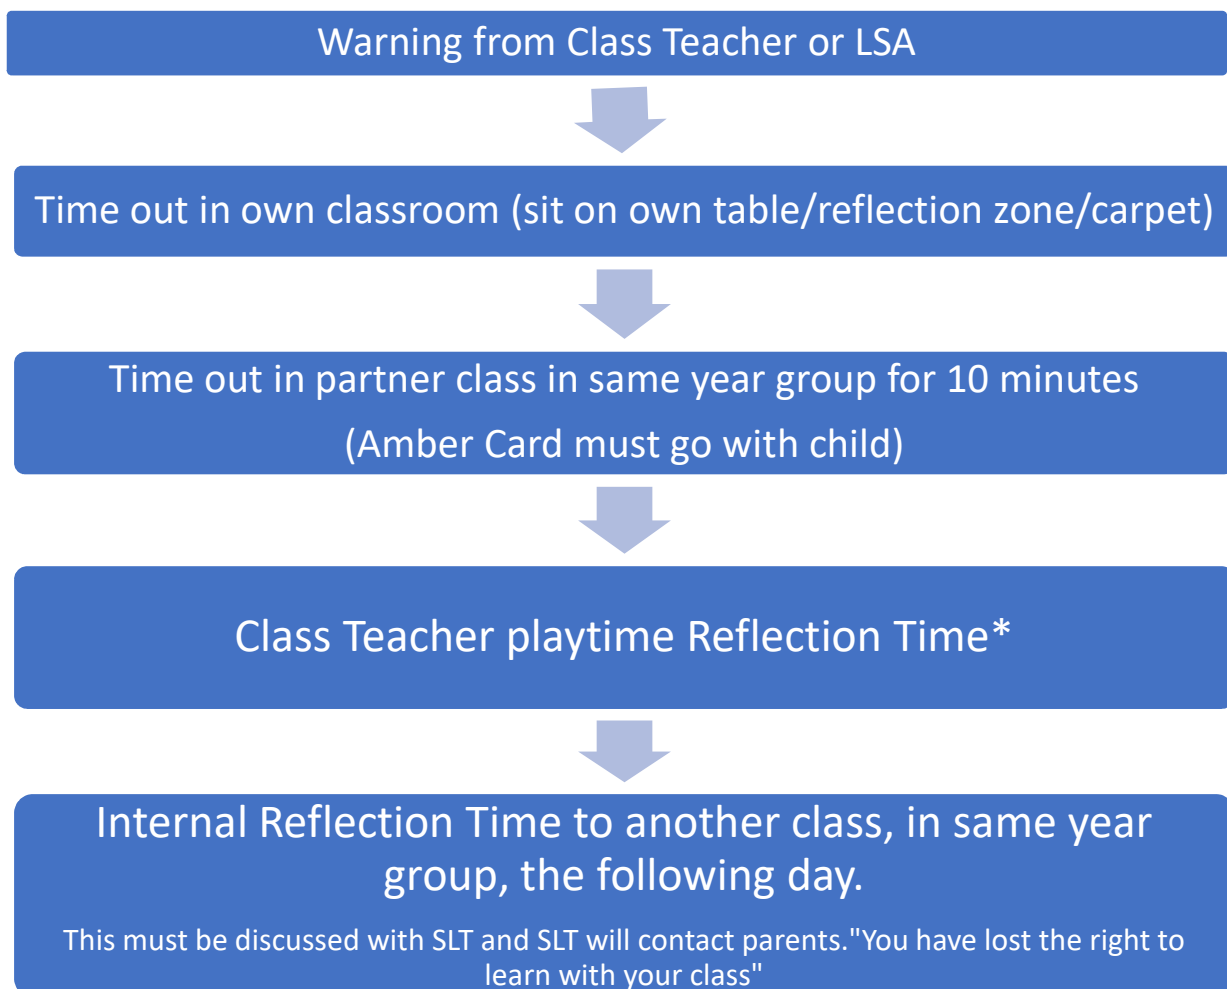 Warning from Class Teacher or LSA
Time out in own classroom (sit on own table/reflection zone/carpet)
Time out in partner class in same year group for 10 minutes
(Amber Card must go with child)
Class Teacher playtime Reflection Time*
Internal Reflection Time to another class, in same year
group, the following day.
This must be discussed with SLT and SLT will contact parents."You have lost the right to
learn with your class"